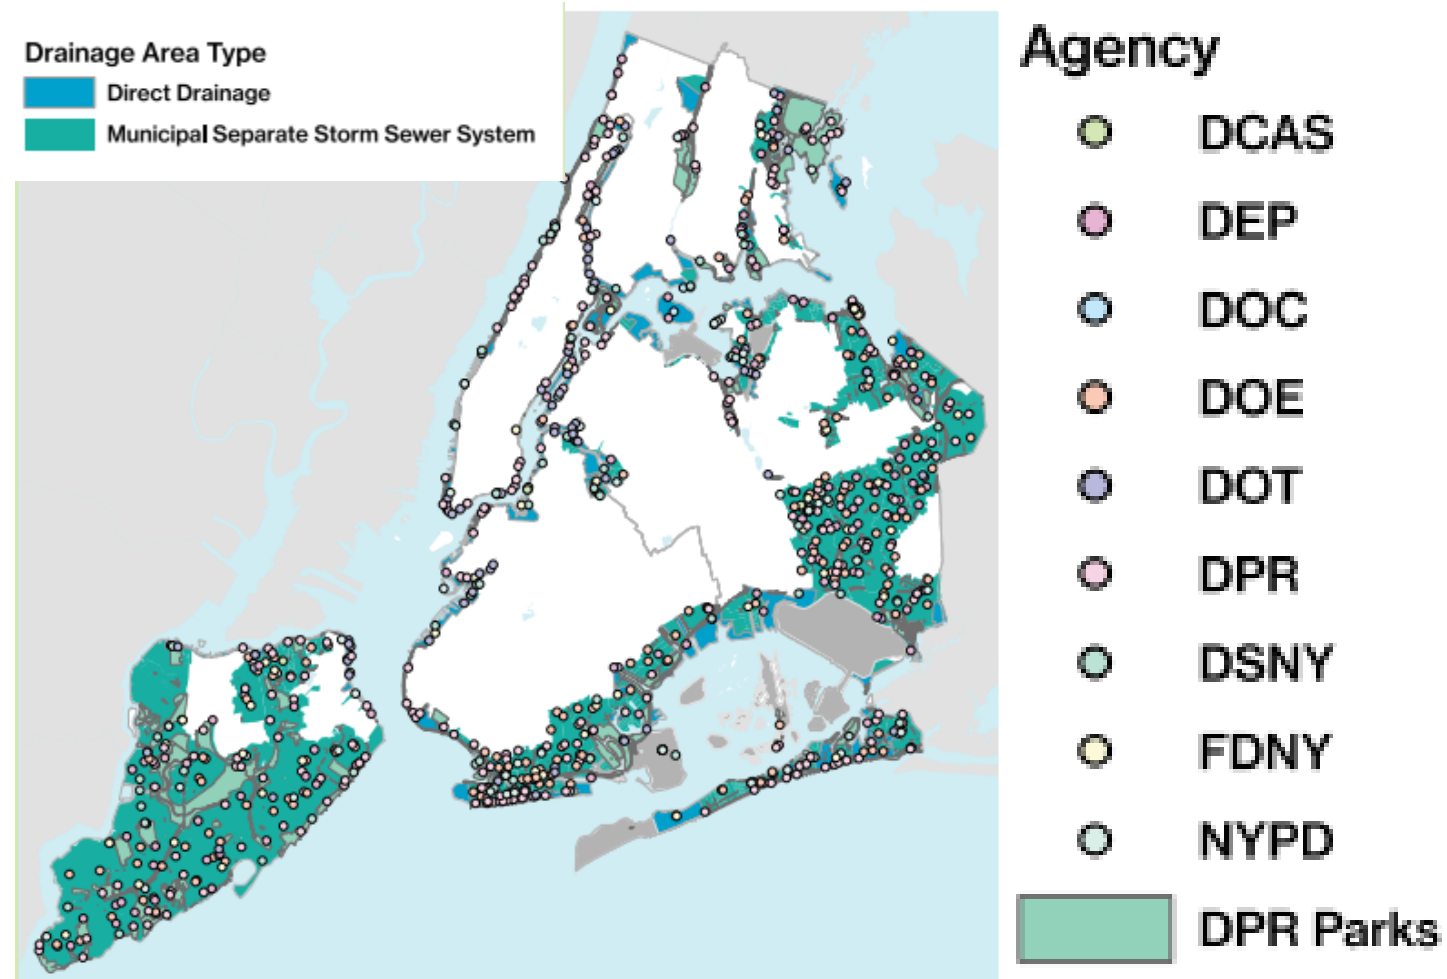 Drainage Area Type
Direct Drainage
Municipal Separate Storm Sewer System
Agency
DCAS
DEP
DOC
DOE
DOT
DPR
DSNY
FDNY
NYPD
DPR Parks